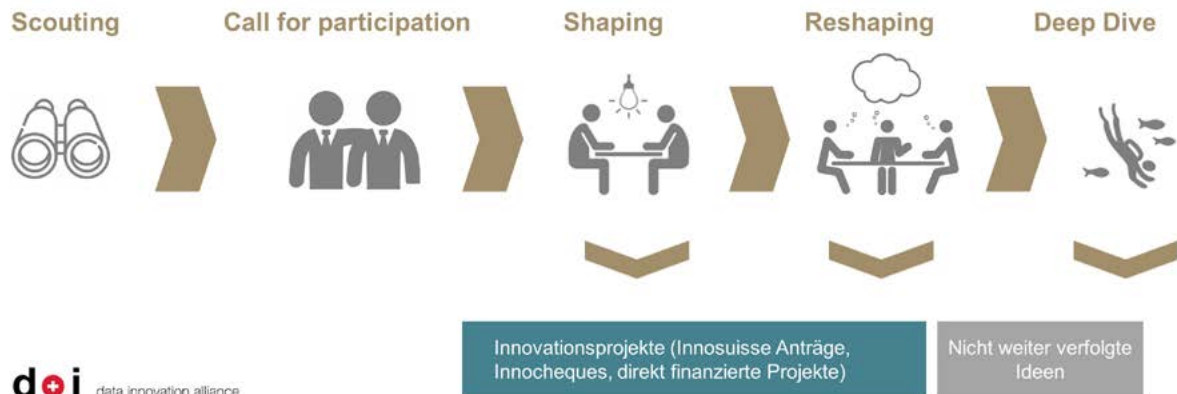 Scouting
Call for participation
Shaping
Reshaping
Deep Dive
Innovationsprojekte (Innosuisse Anträge,
Innocheques, direkt finanzierte Projekte)
Nicht weiter verfolgte
Ideen
d+i data innovation alliance